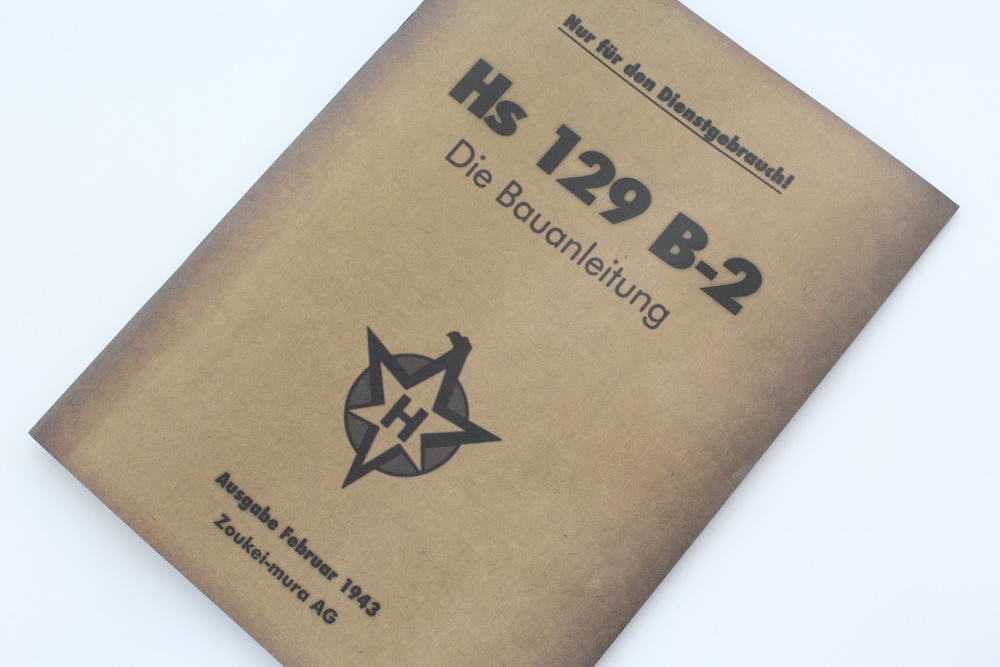 Nur für den Dienstgebrauch!
Hs 129 B-2
Die Bauanleitung
H
Ausgabe Februar 1943
Zoukei-mura AG